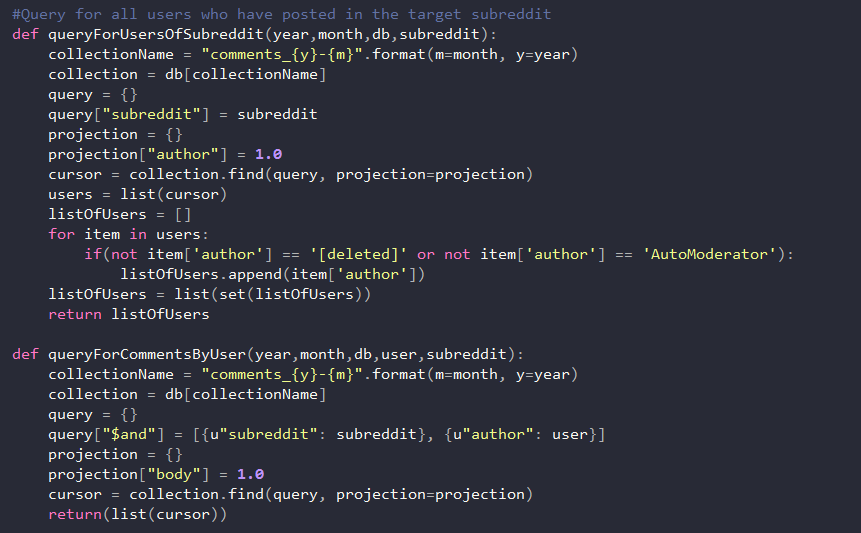 #Query for all users who have posted in the target subreddit
def queryForUsersOfSubreddit(year,month,db,subreddit):
    collectionName = "comments_{y}-{m}".format(m=month, y=year)
    collection = db[collectionName]
    query = {}
    query["subreddit"] = subreddit
    projection = {}
    projection["author"] = 1.0
    cursor = collection.find(query, projection=projection)
    users = list(cursor)
    listOfUsers = []
    for item in users:
        if(not item['author'] == '[deleted]' or not item['author'] == 'AutoModerator'):
            listOfUsers.append(item['author'])
    listOfUsers = list(set(listOfUsers))
    return listOfUsers

def queryForCommentsByUser(year,month,db,user,subreddit):
    collectionName = "comments_{y}-{m}".format(m=month, y=year)
    collection = db[collectionName]
    query = {}
    query["$and"] = [{u"subreddit": subreddit}, {u"author": user}]
    projection = {}
    projection["body"] = 1.0
    cursor = collection.find(query, projection=projection)
    return(list(cursor))